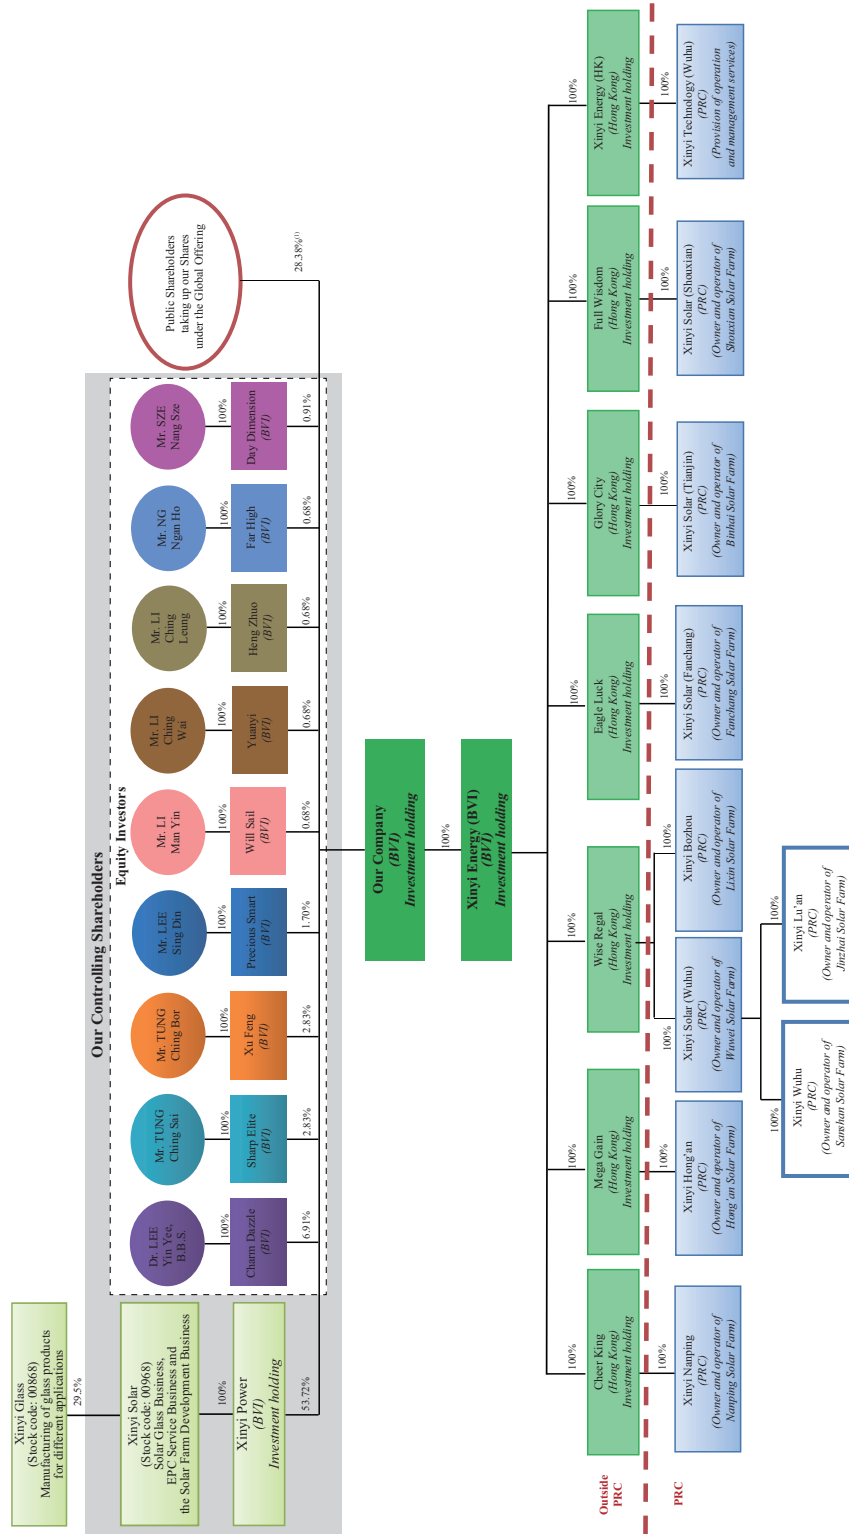 Xinyi Glass
(Stock code: 00868)
Manufacturing of glass products
for different applications
29.5%
Our Controlling Shareholders
Xinyi Solar
(Stock code: 00968)
Solar Glass Business,
EPC Service Business and
the Solar Farm Development Business
100%
Xinyi Power
(BVI)
Investment holding
53.72%
Equity Investors
Dr. LEE
Yin Yee,
B.B.S.
100%
Charm Dazzle
(BVI)
6.91%
Mr. TUNG
Ching Sai
100%
Sharp Elite
(BVI)
2.83%
Mr. TUNG
Ching Bor
100%
Xu Feng
(BVI)
2.83%
Mr. LEE
Sing Din
100%
Precious Smart
(BVI)
1.70%
Mr. LI
Man Yin
100%
Will Sail
(BVI)
0.68%
Mr. LI
Ching
Wai
100%
Yuanyi
(BVI)
0.68%
Mr. LI
Ching
Leung
100%
Heng Zhuo
(BVI)
0.68%
Mr. NG
Ngan Ho
100%
Far High
(BVI)
0.68%
Mr. SZE
Nang Sze
100%
Day Dimension
(BVI)
0.91%
Public Shareholders
taking up our Shares
under the Global Offering
28.38%(1)
Our Company
(BVI)
Investment holding
100%
Xinyi Energy (BVI)
(BVI)
Investment holding
100%
Cheer King
(Hong Kong)
Investment holding
100%
Mega Gain
(Hong Kong)
Investment holding
100%
Wise Regal
(Hong Kong)
Investment holding
100%
Eagle Luck
(Hong Kong)
Investment holding
100%
Glory City
(Hong Kong)
Investment holding
100%
Full Wisdom
(Hong Kong)
Investment holding
100%
Xinyi Energy (HK)
(Hong Kong)
Investment holding
Outside
PRC
PRC
100%
Xinyi Nanping
(PRC)
(Owner and operator of
Nanping Solar Farm)
100%
Xinyi Hong'an
(PRC)
(Owner and operator of
Hong'an Solar Farm)
100%
Xinyi Solar (Wuhu)
(PRC)
(Owner and operator of
Wuwei Solar Farm)
100%
Xinyi Bozhou
(PRC)
(Owner and operator of
Lixin Solar Farm)
100%
Xinyi Solar (Fanchang)
(PRC)
(Owner and operator of
Fanchang Solar Farm)
100%
Xinyi Solar (Tianjin)
(PRC)
(Owner and operator of
Binhai Solar Farm)
100%
Xinyi Solar (Shouxian)
(PRC)
(Owner and operator of
Shouxian Solar Farm)
100%
Xinyi Technology (Wuhu)
(PRC)
(Provision of operation
and management services)
100%
Xinyi Wuhu
(PRC)
(Owner and operator of
Sanshan Solar Farm)
100%
Xinyi Lu'an
(PRC)
(Owner and operator of
Jinzhai Solar Farm)